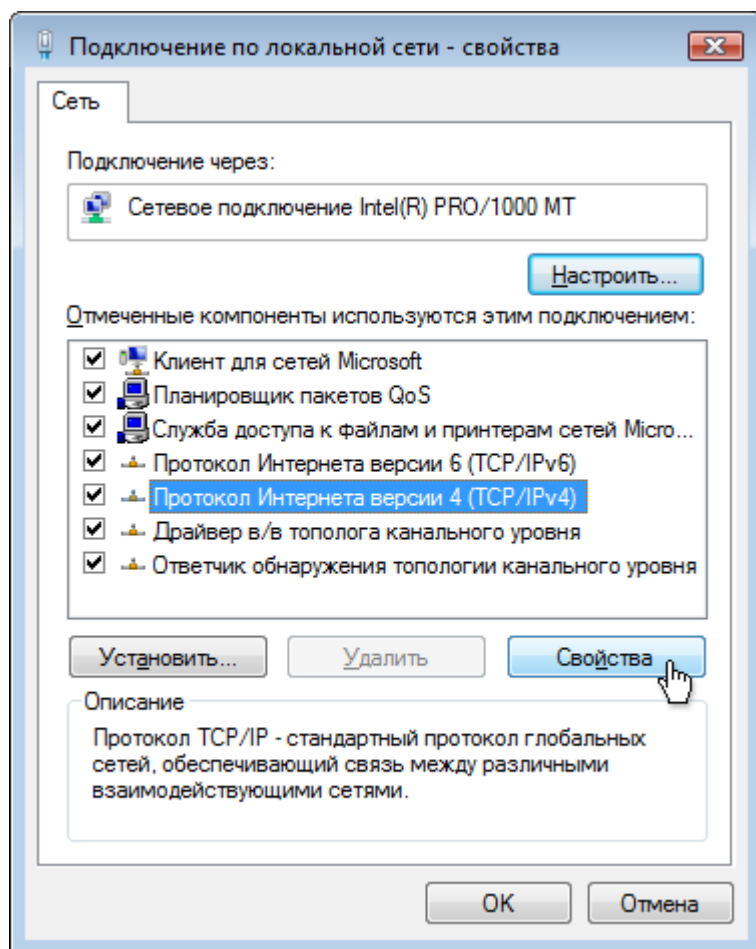 Подключение по локальной сети - свойства
Сеть
Подключение через:
Сетевое подключение Intel(R) PRO/1000 MT
Настроить...
Отмеченные компоненты используются этим подключением:
Клиент для сетей Microsoft
Планировщик пакетов QoS
Служба доступа к файлам и принтерам сетей Micro...
Протокол Интернета версии 6 (TCP/IPv6)
Протокол Интернета версии 4 (TCP/IPv4)
Драйвер в/в тополога канального уровня
Ответчик обнаружения топологии канального уровня
Установить...
Удалить
Свойства
Описание
Протокол TCP/IP - стандартный протокол глобальных
сетей, обеспечивающий связь между различными
взаимодействующими сетями.
OK
Отмена